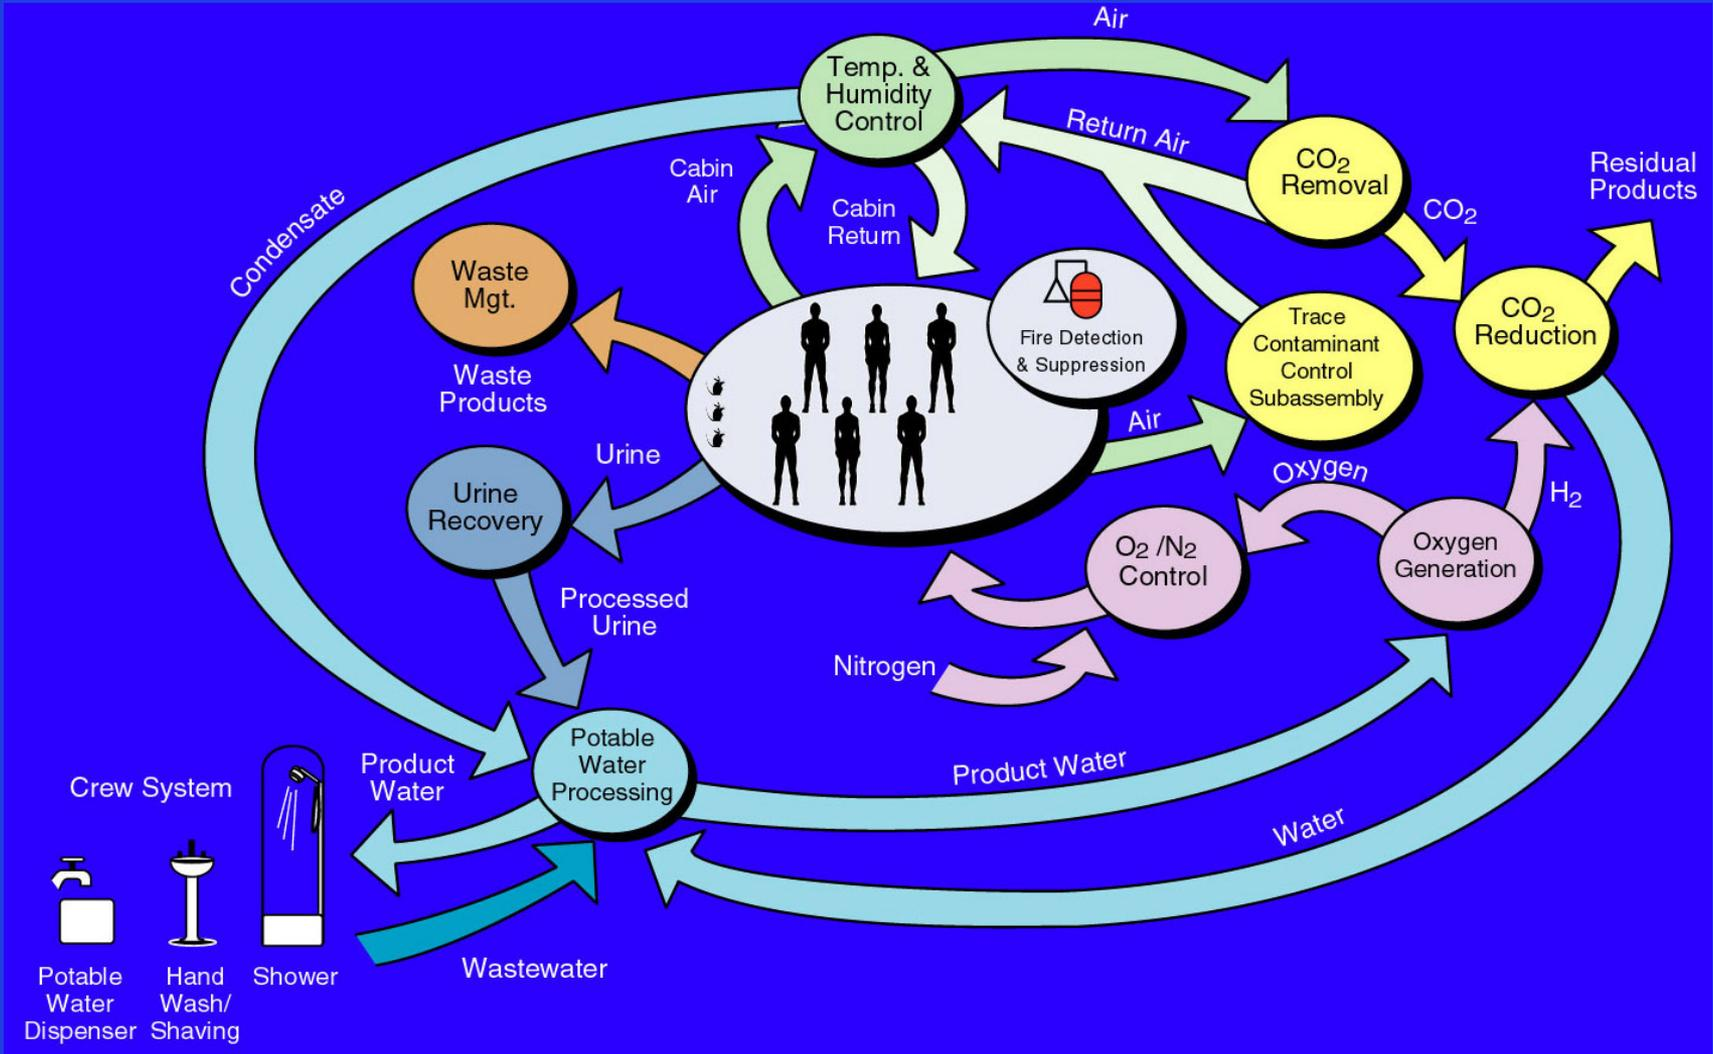 Air
Temp. &
Humidity
Control
Return Air
CO2
Removal
Residual
Products
Cabin
Air
Cabin
Return
CO2
Condensate
Waste
Mgt.
CO2
Reduction
Fire Detection
& Suppression
Trace
Contaminant
Control
Subassembly
Waste
Products
Air
Urine
Oxygen
H2
Urine
Recovery
O2 /N2
Control
Oxygen
Generation
Processed
Urine
Nitrogen
Potable
Water
Processing
Product Water
Product
Water
Crew System
Water
Wastewater
Potable
Water
Dispenser
Hand
Wash/
Shaving
Shower